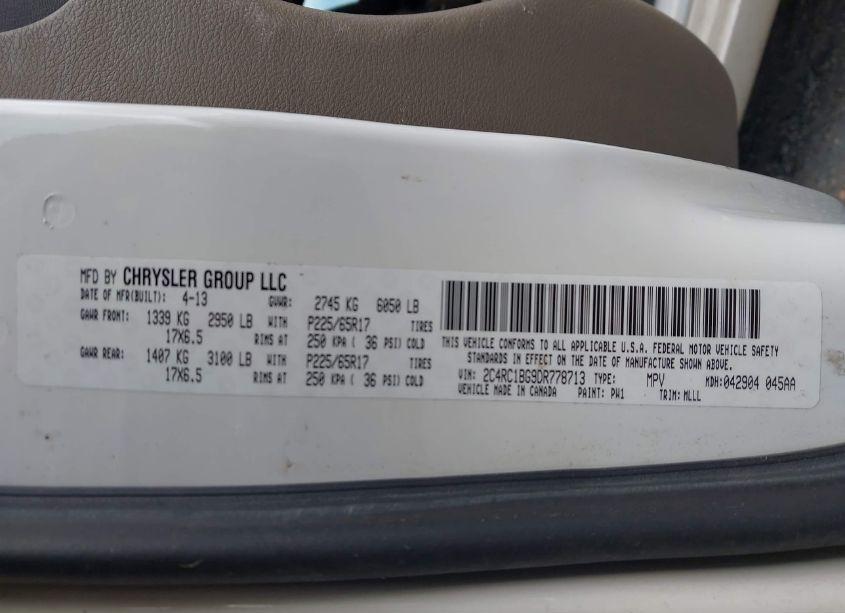 MFD BY CHRYSLER GROUP LLC
DATE OF MFR(BUILT): 4-13 GVWR: 2745 KG 6050 LB
GAWR FRONT: 1339 KG 2950 LB WITH P225/65R17 TIRES
17X6.5 RIMS AT 250 KPA ( 36 PSI) COLD
GAWR REAR: 1407 KG 3100 LB WITH P225/65R17 TIRES
17X6.5 RIMS AT 250 KPA ( 36 PSI) COLD
THIS VEHICLE CONFORMS TO ALL APPLICABLE U.S.A. FEDERAL MOTOR VEHICLE SAFETY
STANDARDS IN EFFECT ON THE DATE OF MANUFACTURE SHOWN ABOVE.
VIN: 2C4RC1BG9DR778713 TYPE: MPV MDH:042904 045AA
VEHICLE MADE IN CANADA PAINT: PW1 TRIM: MLLL